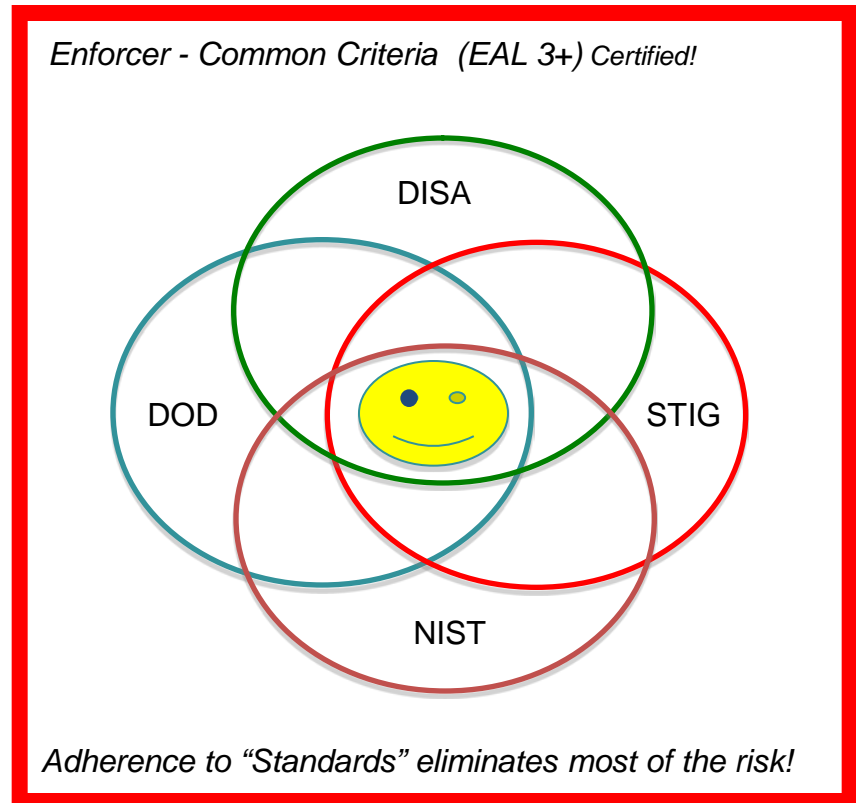 Enforcer - Common Criteria  (EAL 3+) Certified!
DISA
DOD
STIG
NIST
Adherence to “Standards” eliminates most of the risk!